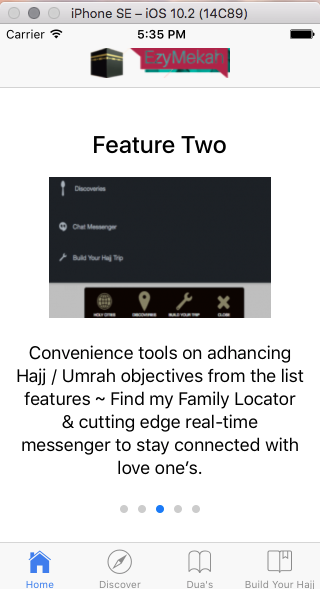 iPhone SE – iOS 10.2 (14C89)
Carrier 5:35 PM
EzyMekah
Feature Two
Discoveries
Chat Messenger
Build Your Hajj Trip
HOLY CITIES DISCOVERIES BUILD YOUR TRIP CLOSE
Convenience tools on adhancing
Hajj / Umrah objectives from the list
features ~ Find my Family Locator
& cutting edge real-time
messenger to stay connected with
love one’s.
Home Discover Dua's Build Your Hajj